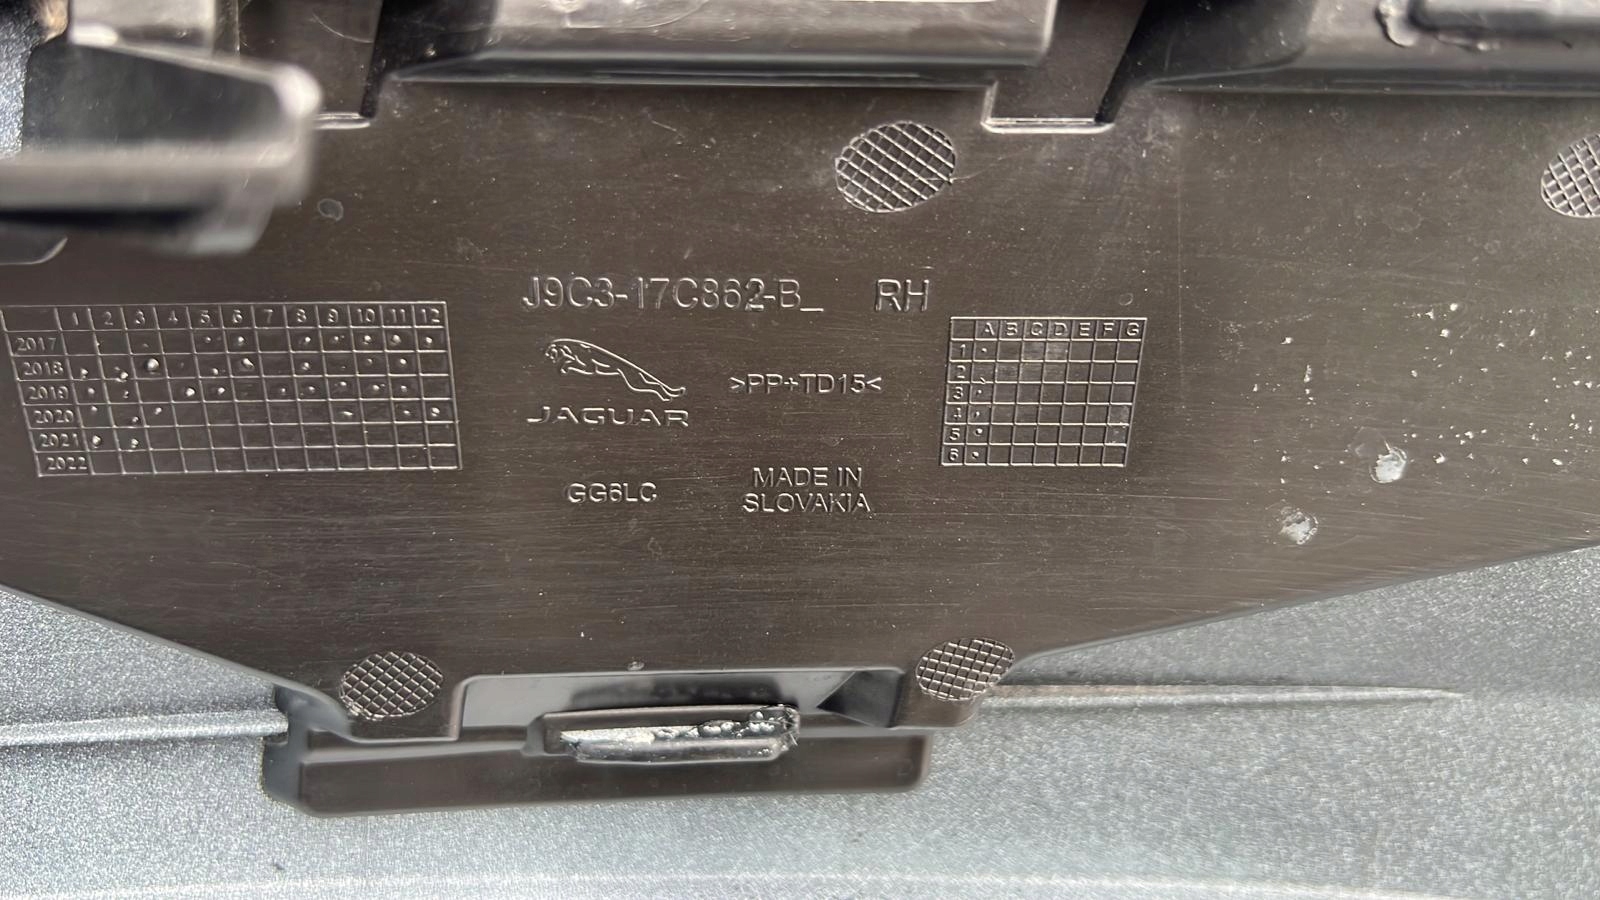 J9C3-17C862-B_ RH
1 2 3 4 5 6 7 8 9 10 11 12
2017
2018
2019
2020
2021
2022
JAGUAR
>PP+TD15<
GG6LC
MADE IN
SLOVAKIA
A B C D E F G
1
2
3
4
5
6